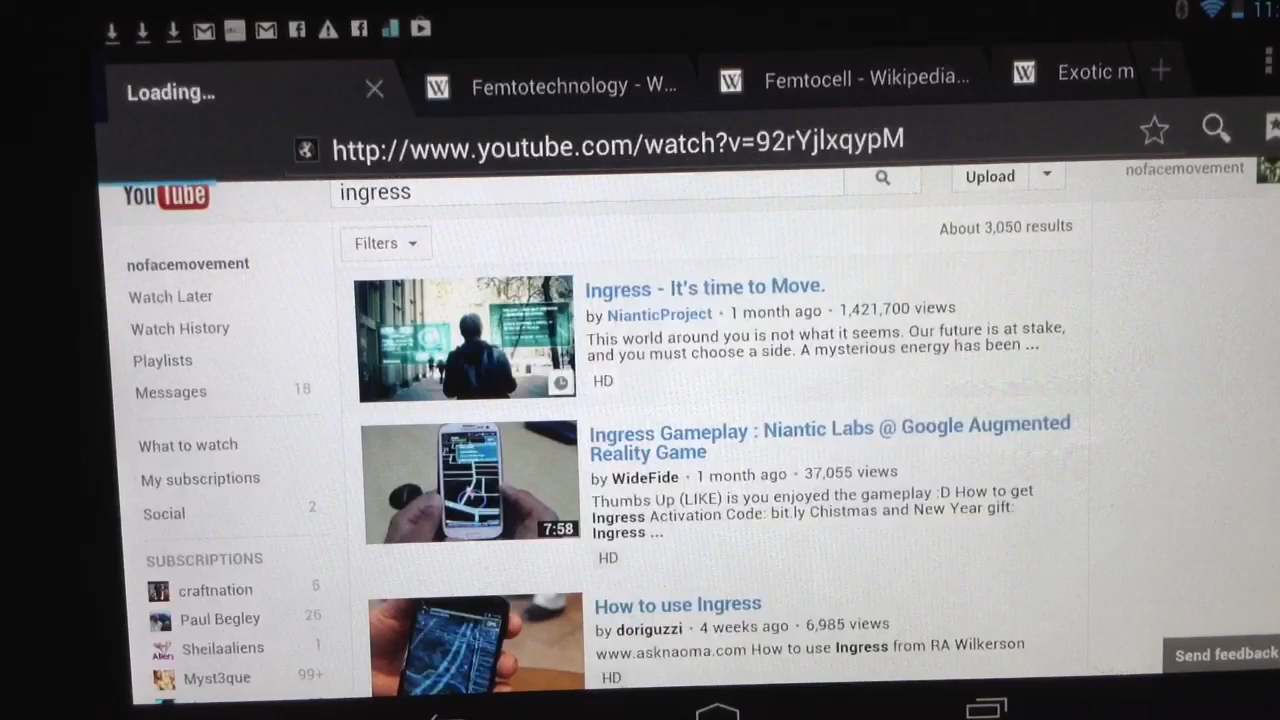 11
Loading...
Femtotechnology - W...
Femtocell - Wikipedia...
Exotic m
http://www.youtube.com/watch?v=92rYjlxqypM
YouTube
ingress
Upload
nofacemovement
Filters
About 3,050 results
nofacemovement
Watch Later
Watch History
Playlists
Messages 18
What to watch
My subscriptions
Social 2
SUBSCRIPTIONS
craftnation 6
Paul Begley 26
Sheilaaliens 1
Myst3que 99+
Ingress - It's time to Move.
by NianticProject · 1 month ago · 1,421,700 views
This world around you is not what it seems. Our future is at stake,
and you must choose a side. A mysterious energy has been ...
HD
7:58
Ingress Gameplay : Niantic Labs @ Google Augmented
Reality Game
by WideFide · 1 month ago · 37,055 views
Thumbs Up (LIKE) is you enjoyed the gameplay :D How to get
Ingress Activation Code: bit.ly Chistmas and New Year gift:
Ingress ...
HD
How to use Ingress
by doriguzzi · 4 weeks ago · 6,985 views
www.asknaoma.com How to use Ingress from RA Wilkerson
HD
Send feedback